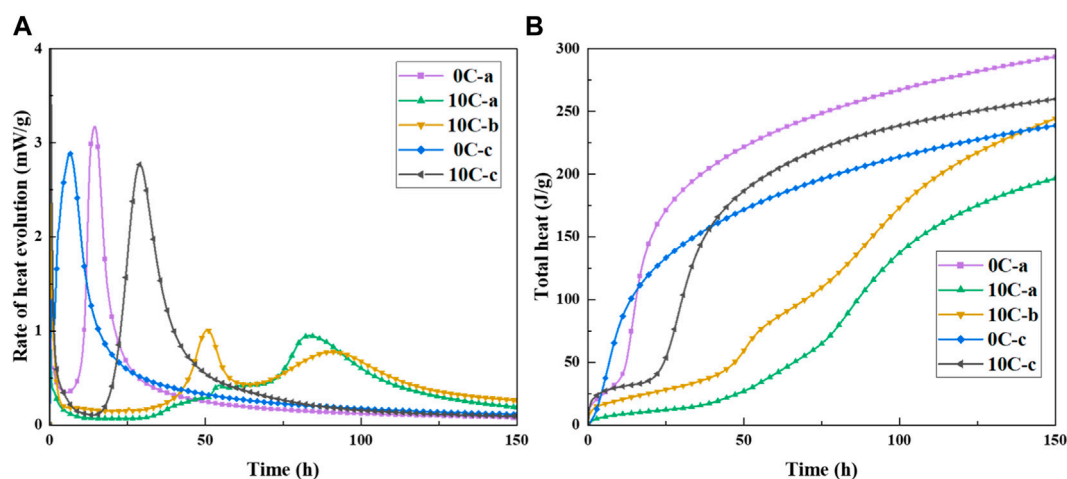 A
Rate of heat evolution (mW/g)
4
3
2
1
0
0
50
100
150
Time (h)
0C-a
10C-a
10C-b
0C-c
10C-c
B
Total heat (J/g)
300
250
200
150
100
50
0
0
50
100
150
Time (h)
0C-a
10C-a
10C-b
0C-c
10C-c